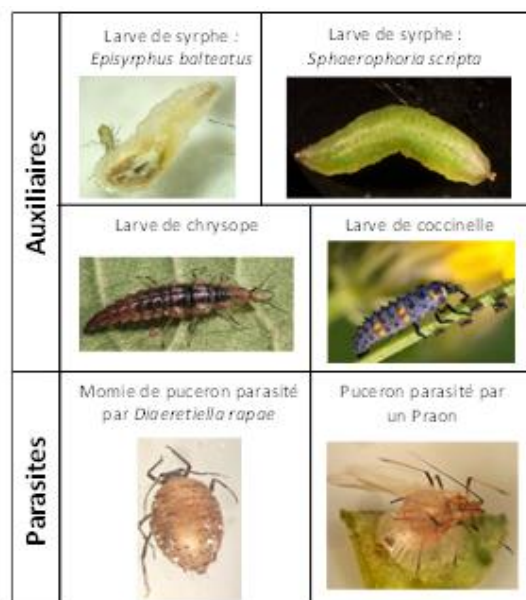 Auxiliaires
Larve de syrphe :
Episyrphus balteatus
Larve de syrphe :
Sphaerophoria scripta
Larve de chrysope
Larve de coccinelle
Parasites
Momie de puceron parasité
par Diaeretiella rapae
Puceron parasité par
un Praon